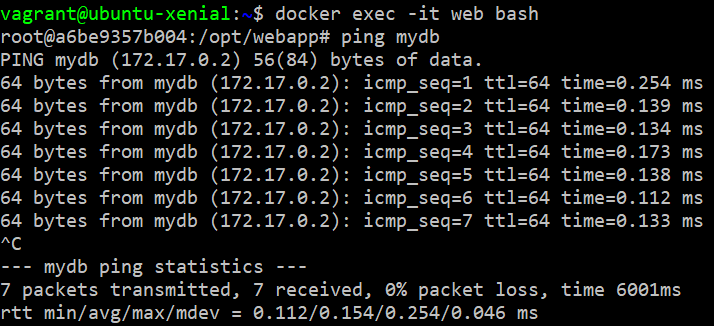 vagrant@ubuntu-xenial:~$ docker exec -it web bash
root@a6be9357b004:/opt/webapp# ping mydb
PING mydb (172.17.0.2) 56(84) bytes of data.
64 bytes from mydb (172.17.0.2): icmp_seq=1 ttl=64 time=0.254 ms
64 bytes from mydb (172.17.0.2): icmp_seq=2 ttl=64 time=0.139 ms
64 bytes from mydb (172.17.0.2): icmp_seq=3 ttl=64 time=0.134 ms
64 bytes from mydb (172.17.0.2): icmp_seq=4 ttl=64 time=0.173 ms
64 bytes from mydb (172.17.0.2): icmp_seq=5 ttl=64 time=0.138 ms
64 bytes from mydb (172.17.0.2): icmp_seq=6 ttl=64 time=0.112 ms
64 bytes from mydb (172.17.0.2): icmp_seq=7 ttl=64 time=0.133 ms
^C
--- mydb ping statistics ---
7 packets transmitted, 7 received, 0% packet loss, time 6001ms
rtt min/avg/max/mdev = 0.112/0.154/0.254/0.046 ms